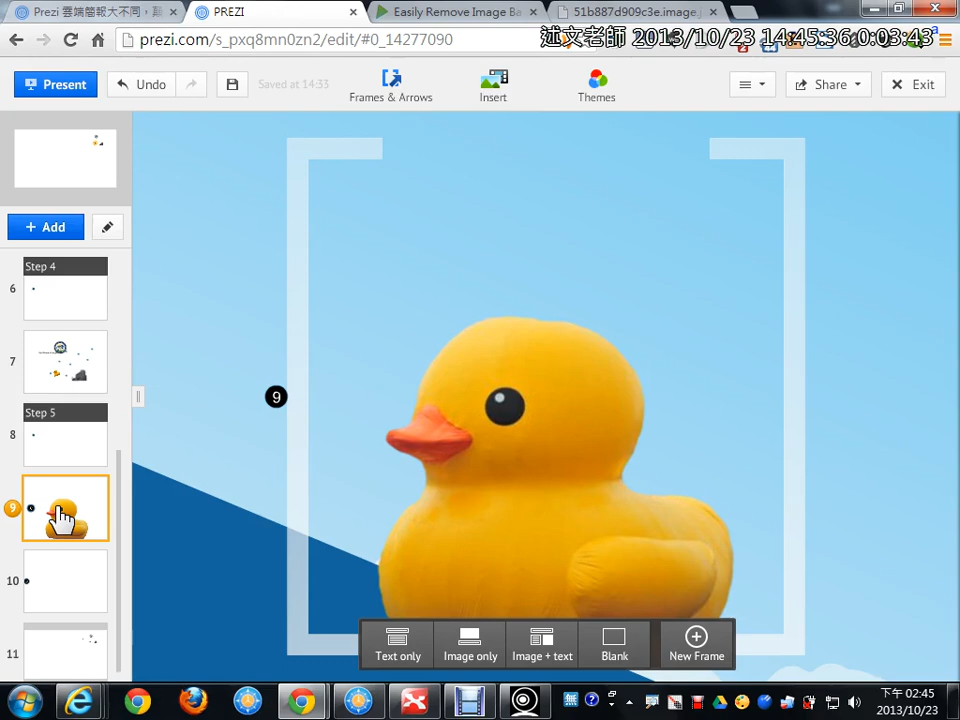 Prezi 雲端簡報大不同，
PREZI
Easily Remove Image Ba
51b887d909c3e.image.j
prezi.com/s_pxq8mn0zn2/edit/#0_14277090
述文老師 2013/10/23 14:45:36 0:03:43
Present
Undo
Saved at 14:33
Frames & Arrows
Insert
Themes
Share
Exit
Add
Step 4
6
7
Step 5
8
9
10
11
9
Text only
Image only
Image + text
Blank
New Frame
下午 02:45
2013/10/23